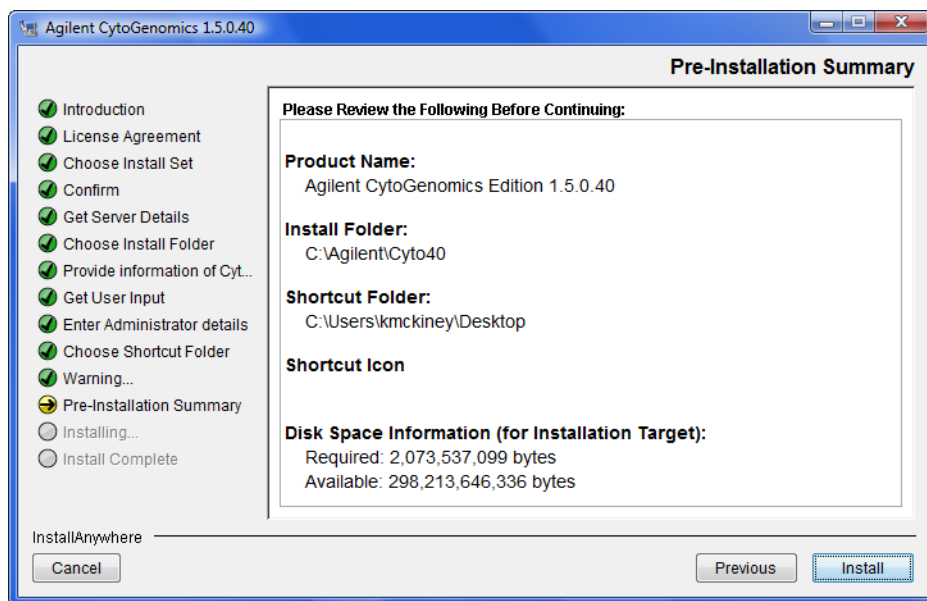 Agilent CytoGenomics 1.5.0.40
Pre-Installation Summary
Introduction
License Agreement
Choose Install Set
Confirm
Get Server Details
Choose Install Folder
Provide information of Cyt...
Get User Input
Enter Administrator details
Choose Shortcut Folder
Warning...
Pre-Installation Summary
Installing...
Install Complete
Please Review the Following Before Continuing:
Product Name:
Agilent CytoGenomics Edition 1.5.0.40
Install Folder:
C:\Agilent\Cyto40
Shortcut Folder:
C:\Users\kmckiney\Desktop
Shortcut Icon
Disk Space Information (for Installation Target):
Required: 2,073,537,099 bytes
Available: 298,213,646,336 bytes
InstallAnywhere
Cancel
Previous
Install